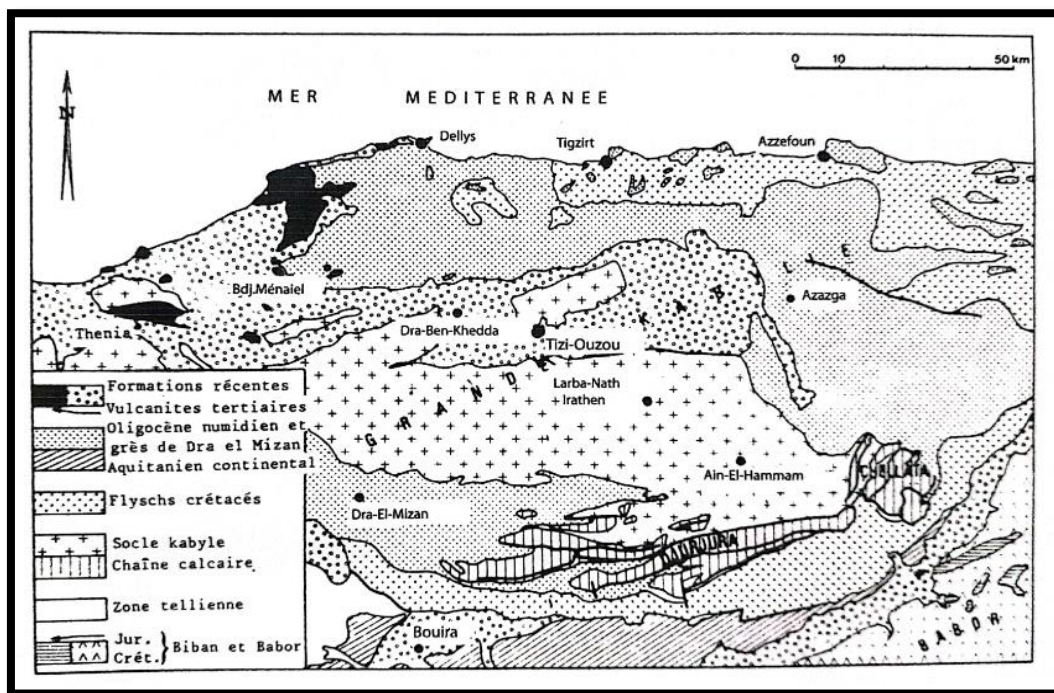 0 10 50 km
N
MER MEDITERRANEE
Dellys
Tigzirt
Azzefoun
Bdj.Ménaiel
Azazga
Thenia
Dra-Ben-Khedda
Tizi-Ouzou
GRANDE KABYLIE
Larba-Nath
Irathen
Ain-El-Hammam
CHELLATA
Dra-El-Mizan
DJURDJURA
Bouira
BABOR
Formations récentes
Vulcanites tertiaires
Oligocène numidien et
grès de Dra el Mizan
Aquitanien continental
Flyschs crétacés
Socle kabyle
Chaîne calcaire
Zone tellienne
Jur.
Crét.
Biban et Babor